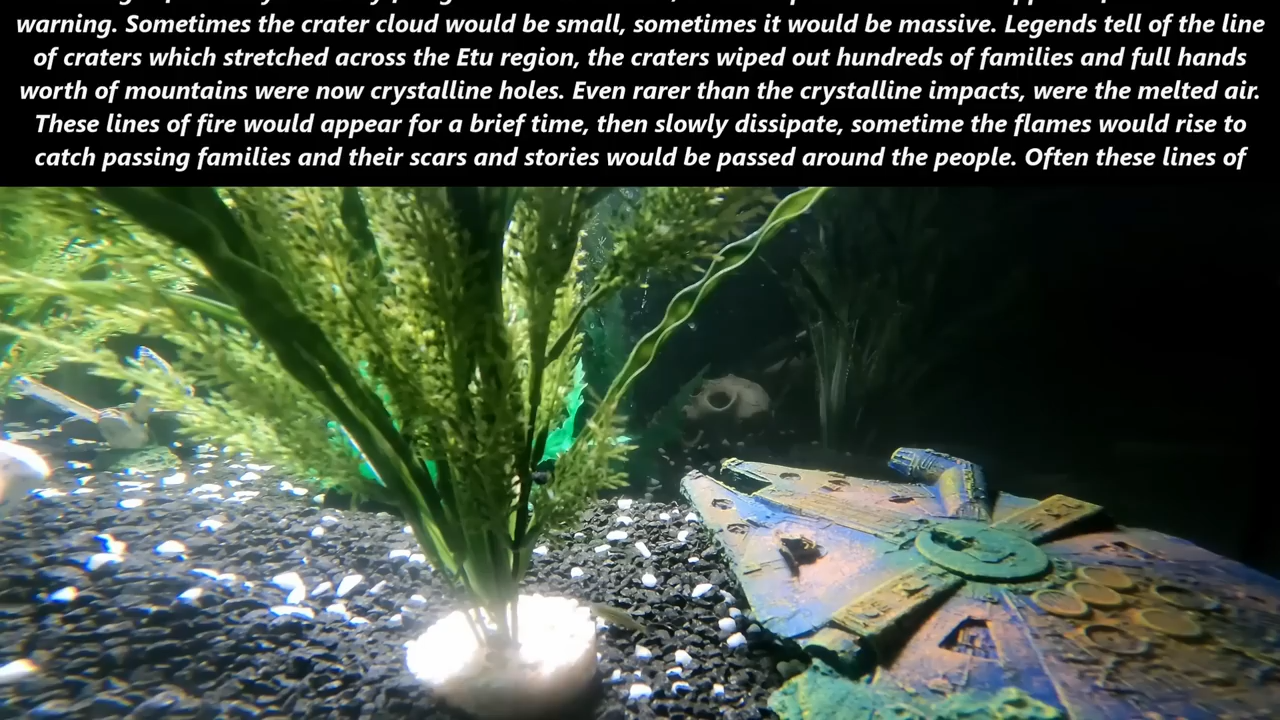 warning. Sometimes the crater cloud would be small, sometimes it would be massive. Legends tell of the line
of craters which stretched across the Etu region, the craters wiped out hundreds of families and full hands
worth of mountains were now crystalline holes. Even rarer than the crystalline impacts, were the melted air.
These lines of fire would appear for a brief time, then slowly dissipate, sometime the flames would rise to
catch passing families and their scars and stories would be passed around the people. Often these lines of